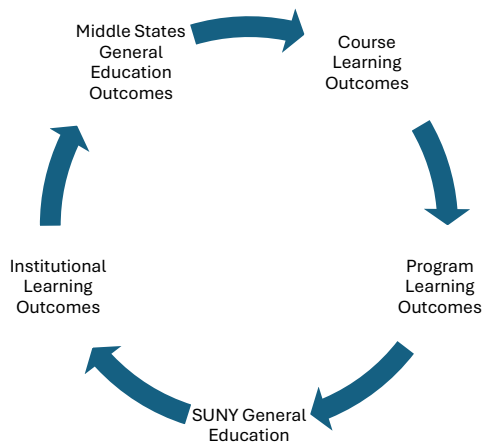 Middle States
General
Education
Outcomes
Course
Learning
Outcomes
Program
Learning
Outcomes
SUNY General
Education
Institutional
Learning
Outcomes